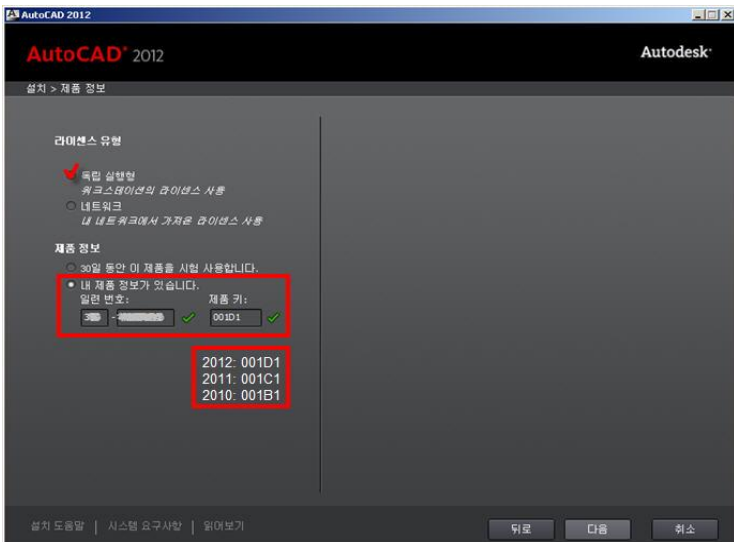 AutoCAD 2012
AutoCAD® 2012
Autodesk®
설치 > 제품 정보
라이센스 유형
독립 실행형
워크스테이션의 라이센스 사용
네트워크
내 네트워크에서 가져온 라이센스 사용
제품 정보
30일 동안 이 제품을 시험 사용합니다.
내 제품 정보가 있습니다.
일련 번호: 제품 키:
- 001D1
2012: 001D1
2011: 001C1
2010: 001B1
설치 도움말 | 시스템 요구사항 | 읽어보기
뒤로 다음 취소